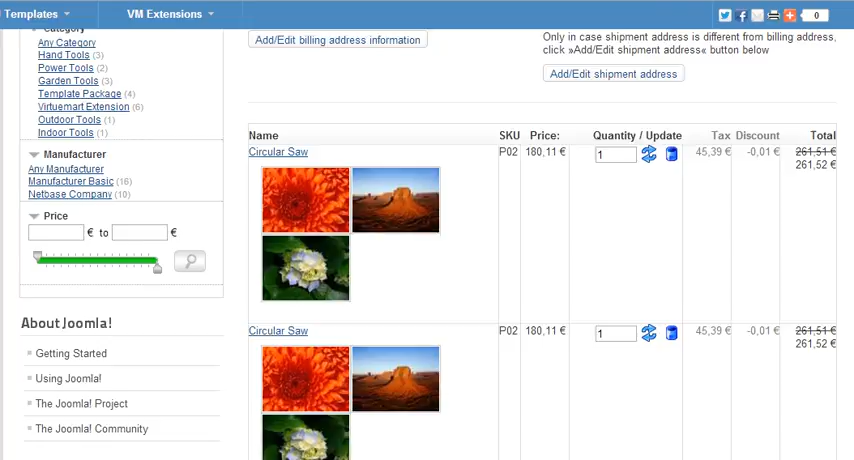 Templates
VM Extensions
0
Category
Any Category
Hand Tools (3)
Power Tools (2)
Garden Tools (3)
Template Package (4)
Virtuemart Extension (6)
Outdoor Tools (1)
Indoor Tools (1)
Manufacturer
Any Manufacturer
Manufacturer Basic (16)
Netbase Company (10)
Price
€ to €
About Joomla!
Getting Started
Using Joomla!
The Joomla! Project
The Joomla! Community
Add/Edit billing address information
Only in case shipment address is different from billing address,
click »Add/Edit shipment address« button below
Add/Edit shipment address
Name SKU Price: Quantity / Update Tax Discount Total
Circular Saw P02 180,11 € 1 45,39 € -0,01 € 261,51 €
261,52 €
Circular Saw P02 180,11 € 1 45,39 € -0,01 € 261,51 €
261,52 €